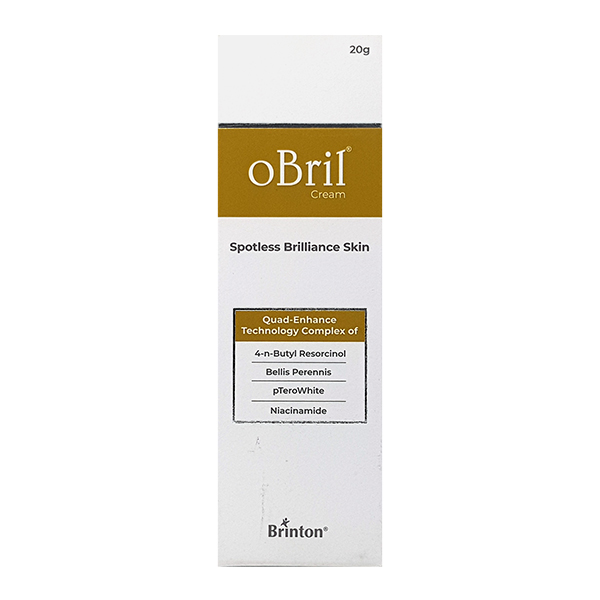 20g
oBril®
Cream
Spotless Brilliance Skin
Quad-Enhance
Technology Complex of
4-n-Butyl Resorcinol
Bellis Perennis
pTeroWhite
Niacinamide
Brinton®